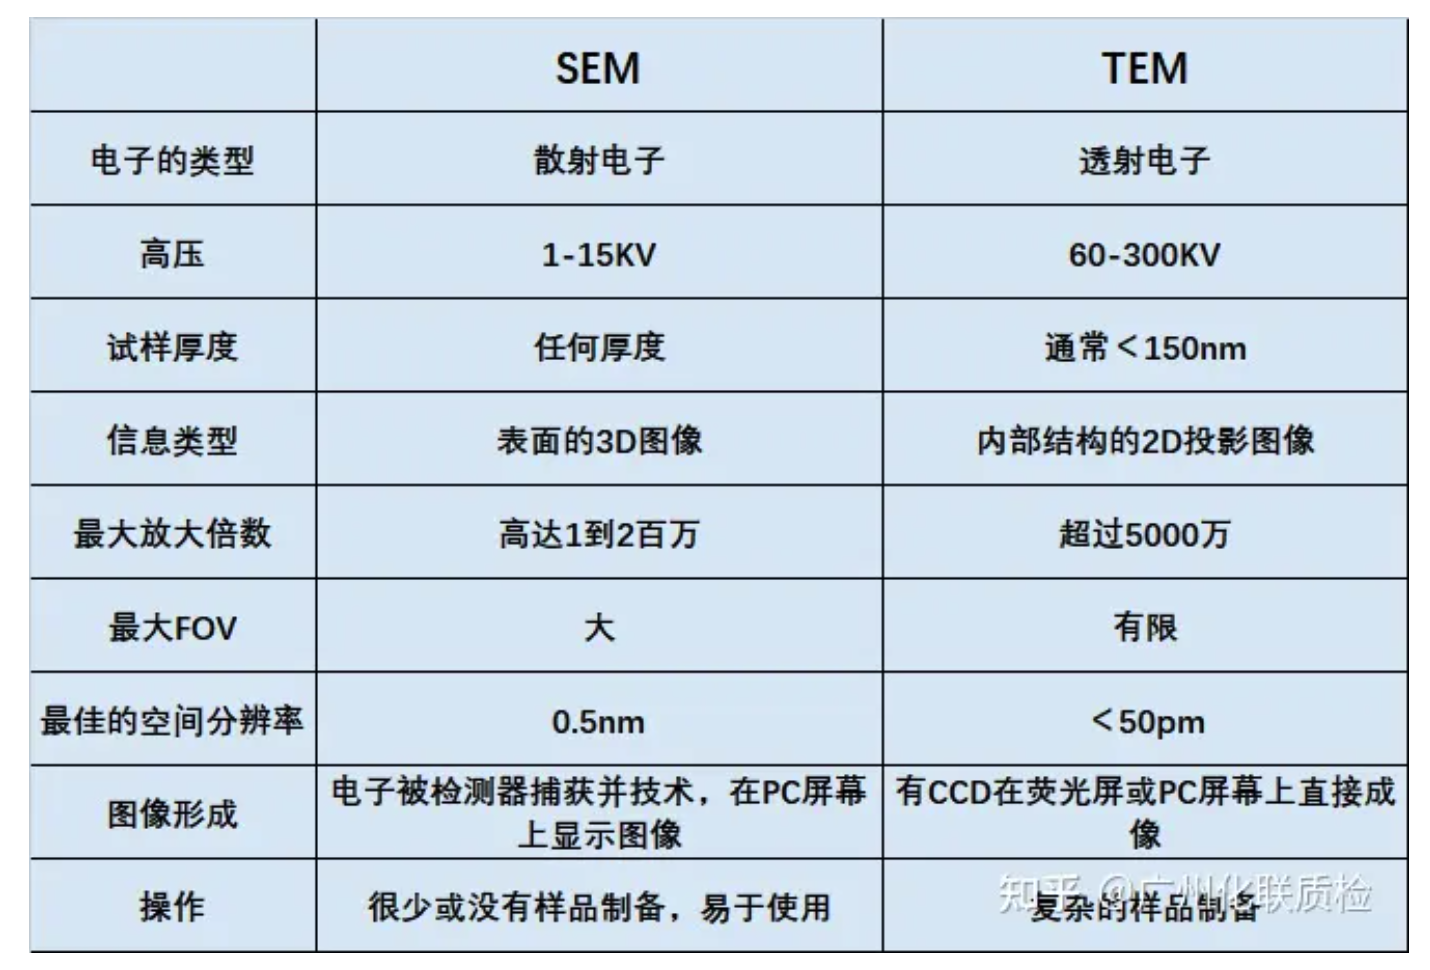 SEM TEM
电子的类型 散射电子 透射电子
高压 1-15KV 60-300KV
试样厚度 任何厚度 通常＜150nm
信息类型 表面的3D图像 内部结构的2D投影图像
最大放大倍数 高达1到2百万 超过5000万
最大FOV 大 有限
最佳的空间分辨率 0.5nm ＜50pm
图像形成 电子被检测器捕获并技术，在PC屏幕
上显示图像
有CCD在荧光屏或PC屏幕上直接成
像
操作 很少或没有样品制备，易于使用 复杂的样品制备
知乎 @广州化联质检